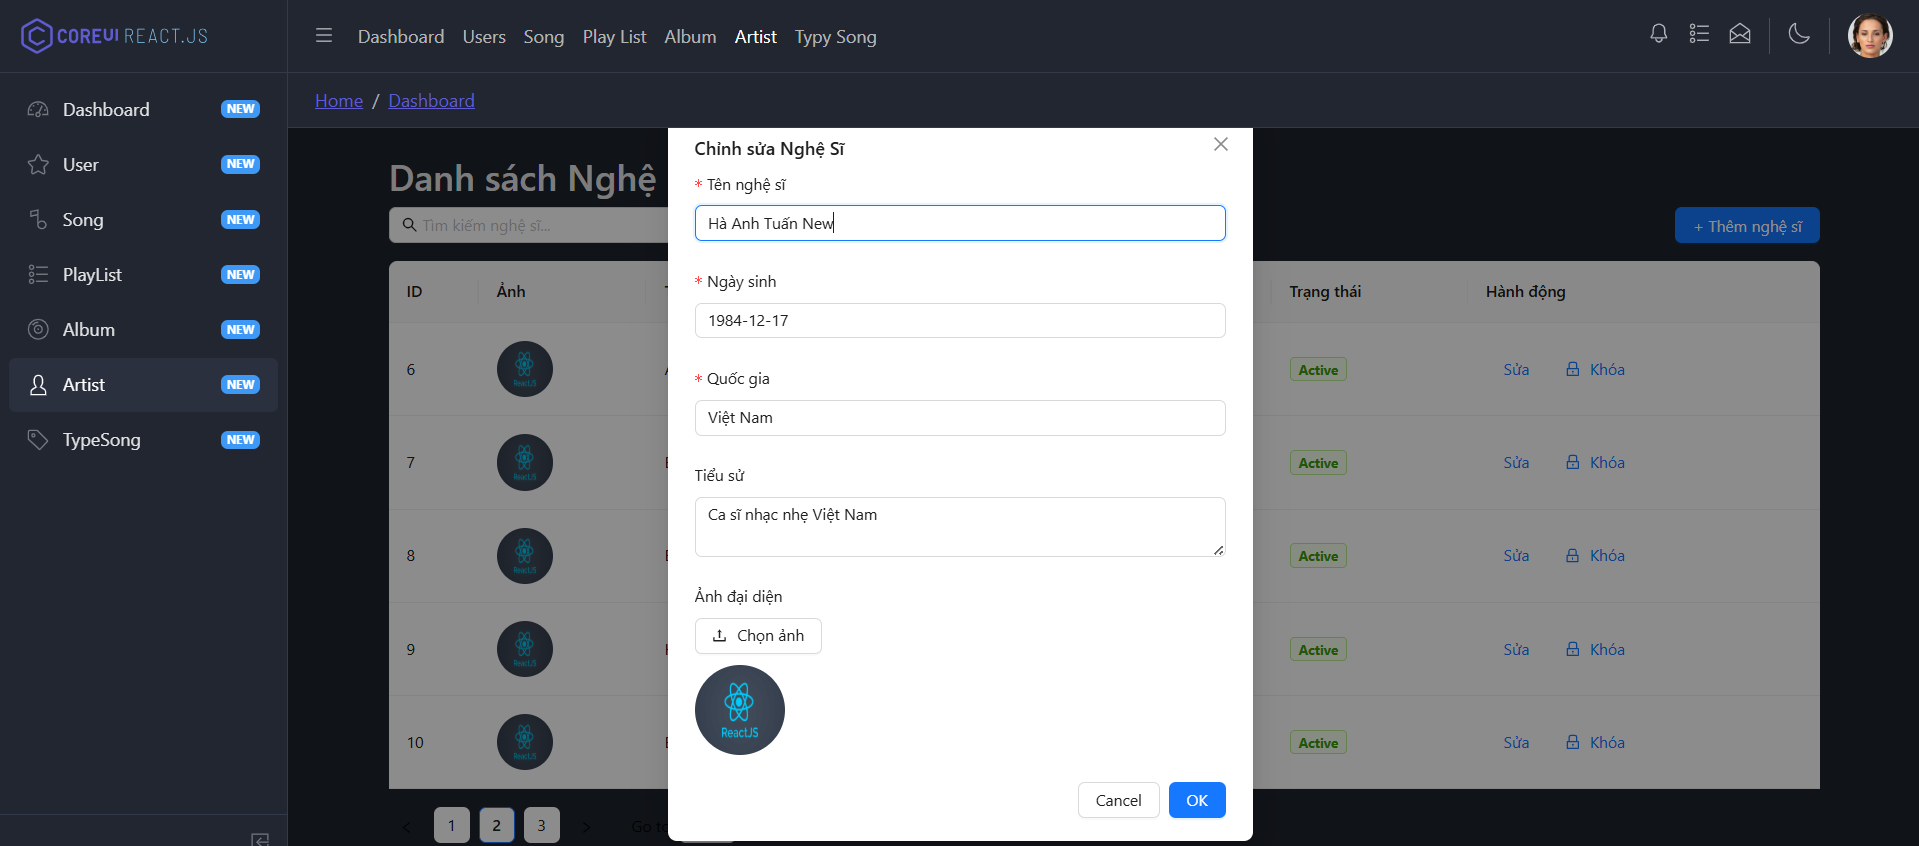 COREUI REACT.JS
Dashboard Users Song Play List Album Artist Typy Song
Home / Dashboard
Dashboard NEW
User NEW
Song NEW
PlayList NEW
Album NEW
Artist NEW
TypeSong NEW
Danh sách Nghệ
Tìm kiếm nghệ sĩ...
+ Thêm nghệ sĩ
ID Ảnh Trạng thái Hành động
6 ReactJS Active Sửa Khóa
7 ReactJS Active Sửa Khóa
8 ReactJS Active Sửa Khóa
9 ReactJS Active Sửa Khóa
10 ReactJS Active Sửa Khóa
< 1 2 3 > Go to
Chỉnh sửa Nghệ Sĩ
* Tên nghệ sĩ
Hà Anh Tuấn New
* Ngày sinh
1984-12-17
* Quốc gia
Việt Nam
Tiểu sử
Ca sĩ nhạc nhẹ Việt Nam
Ảnh đại diện
Chọn ảnh
ReactJS
Cancel OK